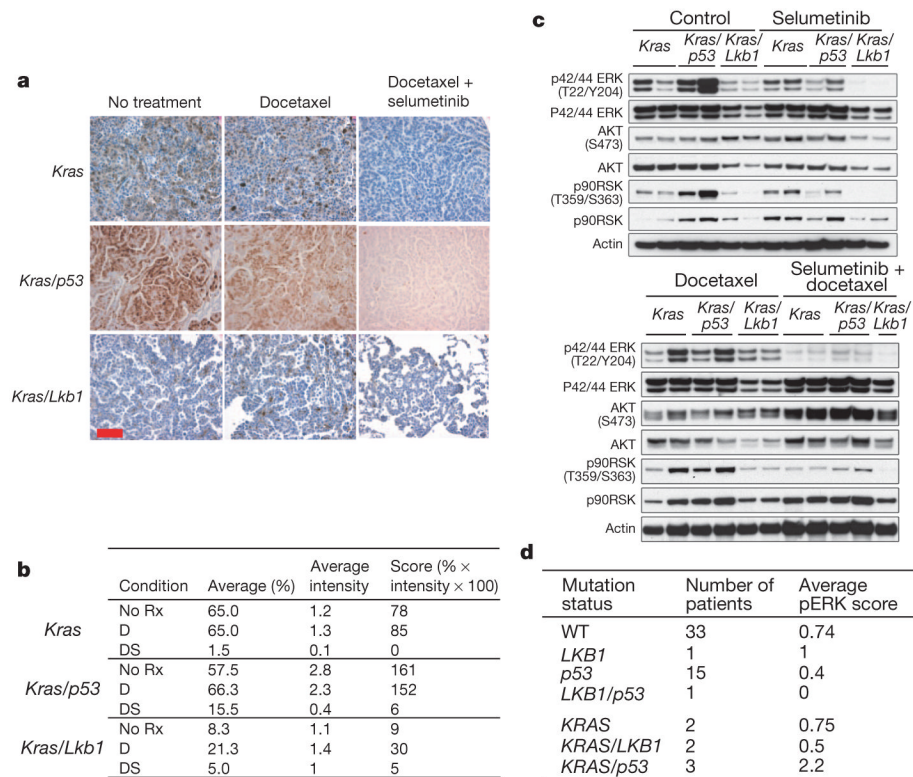 a
No treatment
Docetaxel
Docetaxel +
selumetinib
Kras
Kras/p53
Kras/Lkb1
b
Condition Average (%) Average intensity Score (% × intensity × 100)
Kras
No Rx 65.0 1.2 78
D 65.0 1.3 85
DS 1.5 0.1 0
Kras/p53
No Rx 57.5 2.8 161
D 66.3 2.3 152
DS 15.5 0.4 6
Kras/Lkb1
No Rx 8.3 1.1 9
D 21.3 1.4 30
DS 5.0 1 5
c
Control Selumetinib
Kras Kras/p53 Kras/Lkb1 Kras Kras/p53 Kras/Lkb1
p42/44 ERK
(T22/Y204)
P42/44 ERK
AKT
(S473)
AKT
p90RSK
(T359/S363)
p90RSK
Actin
Docetaxel Selumetinib + docetaxel
Kras Kras/p53 Kras/Lkb1 Kras Kras/p53 Kras/Lkb1
p42/44 ERK
(T22/Y204)
P42/44 ERK
AKT
(S473)
AKT
p90RSK
(T359/S363)
p90RSK
Actin
d
Mutation status Number of patients Average pERK score
WT 33 0.74
LKB1 1 1
p53 15 0.4
LKB1/p53 1 0
KRAS 2 0.75
KRAS/LKB1 2 0.5
KRAS/p53 3 2.2